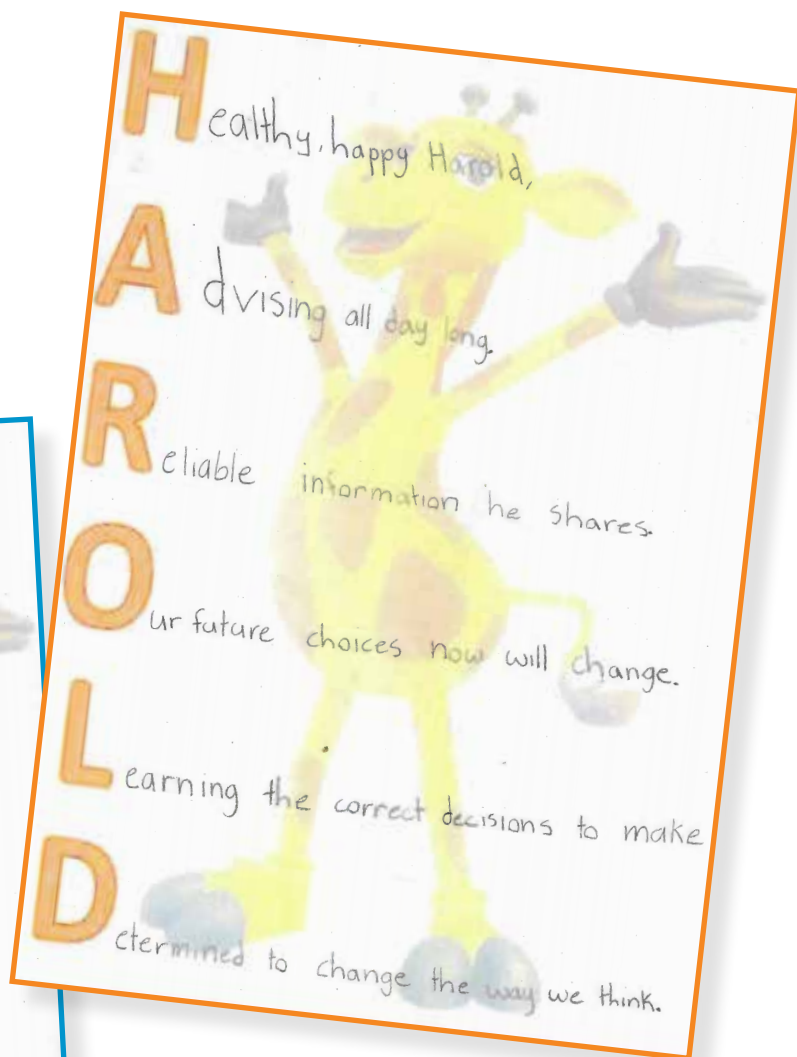 Healthy, happy Harold,
Advising all day long.
Reliable information he shares.
Our future choices now will change.
Learning the correct decisions to make
Determined to change the way we think.